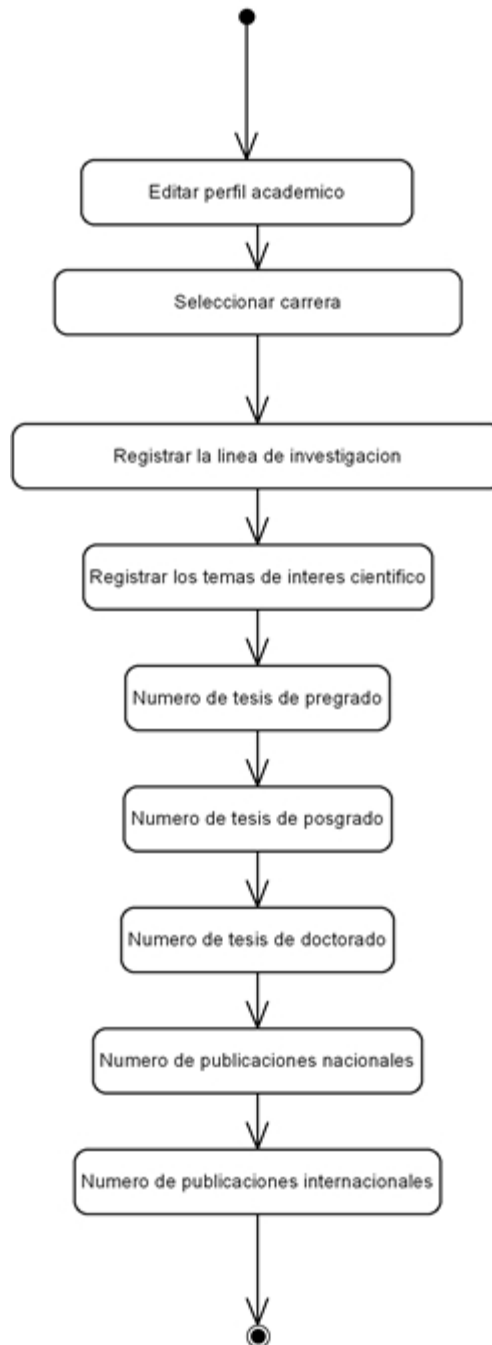 Editar perfil academico
Seleccionar carrera
Registrar la linea de investigacion
Registrar los temas de interes cientifico
Numero de tesis de pregrado
Numero de tesis de posgrado
Numero de tesis de doctorado
Numero de publicaciones nacionales
Numero de publicaciones internacionales